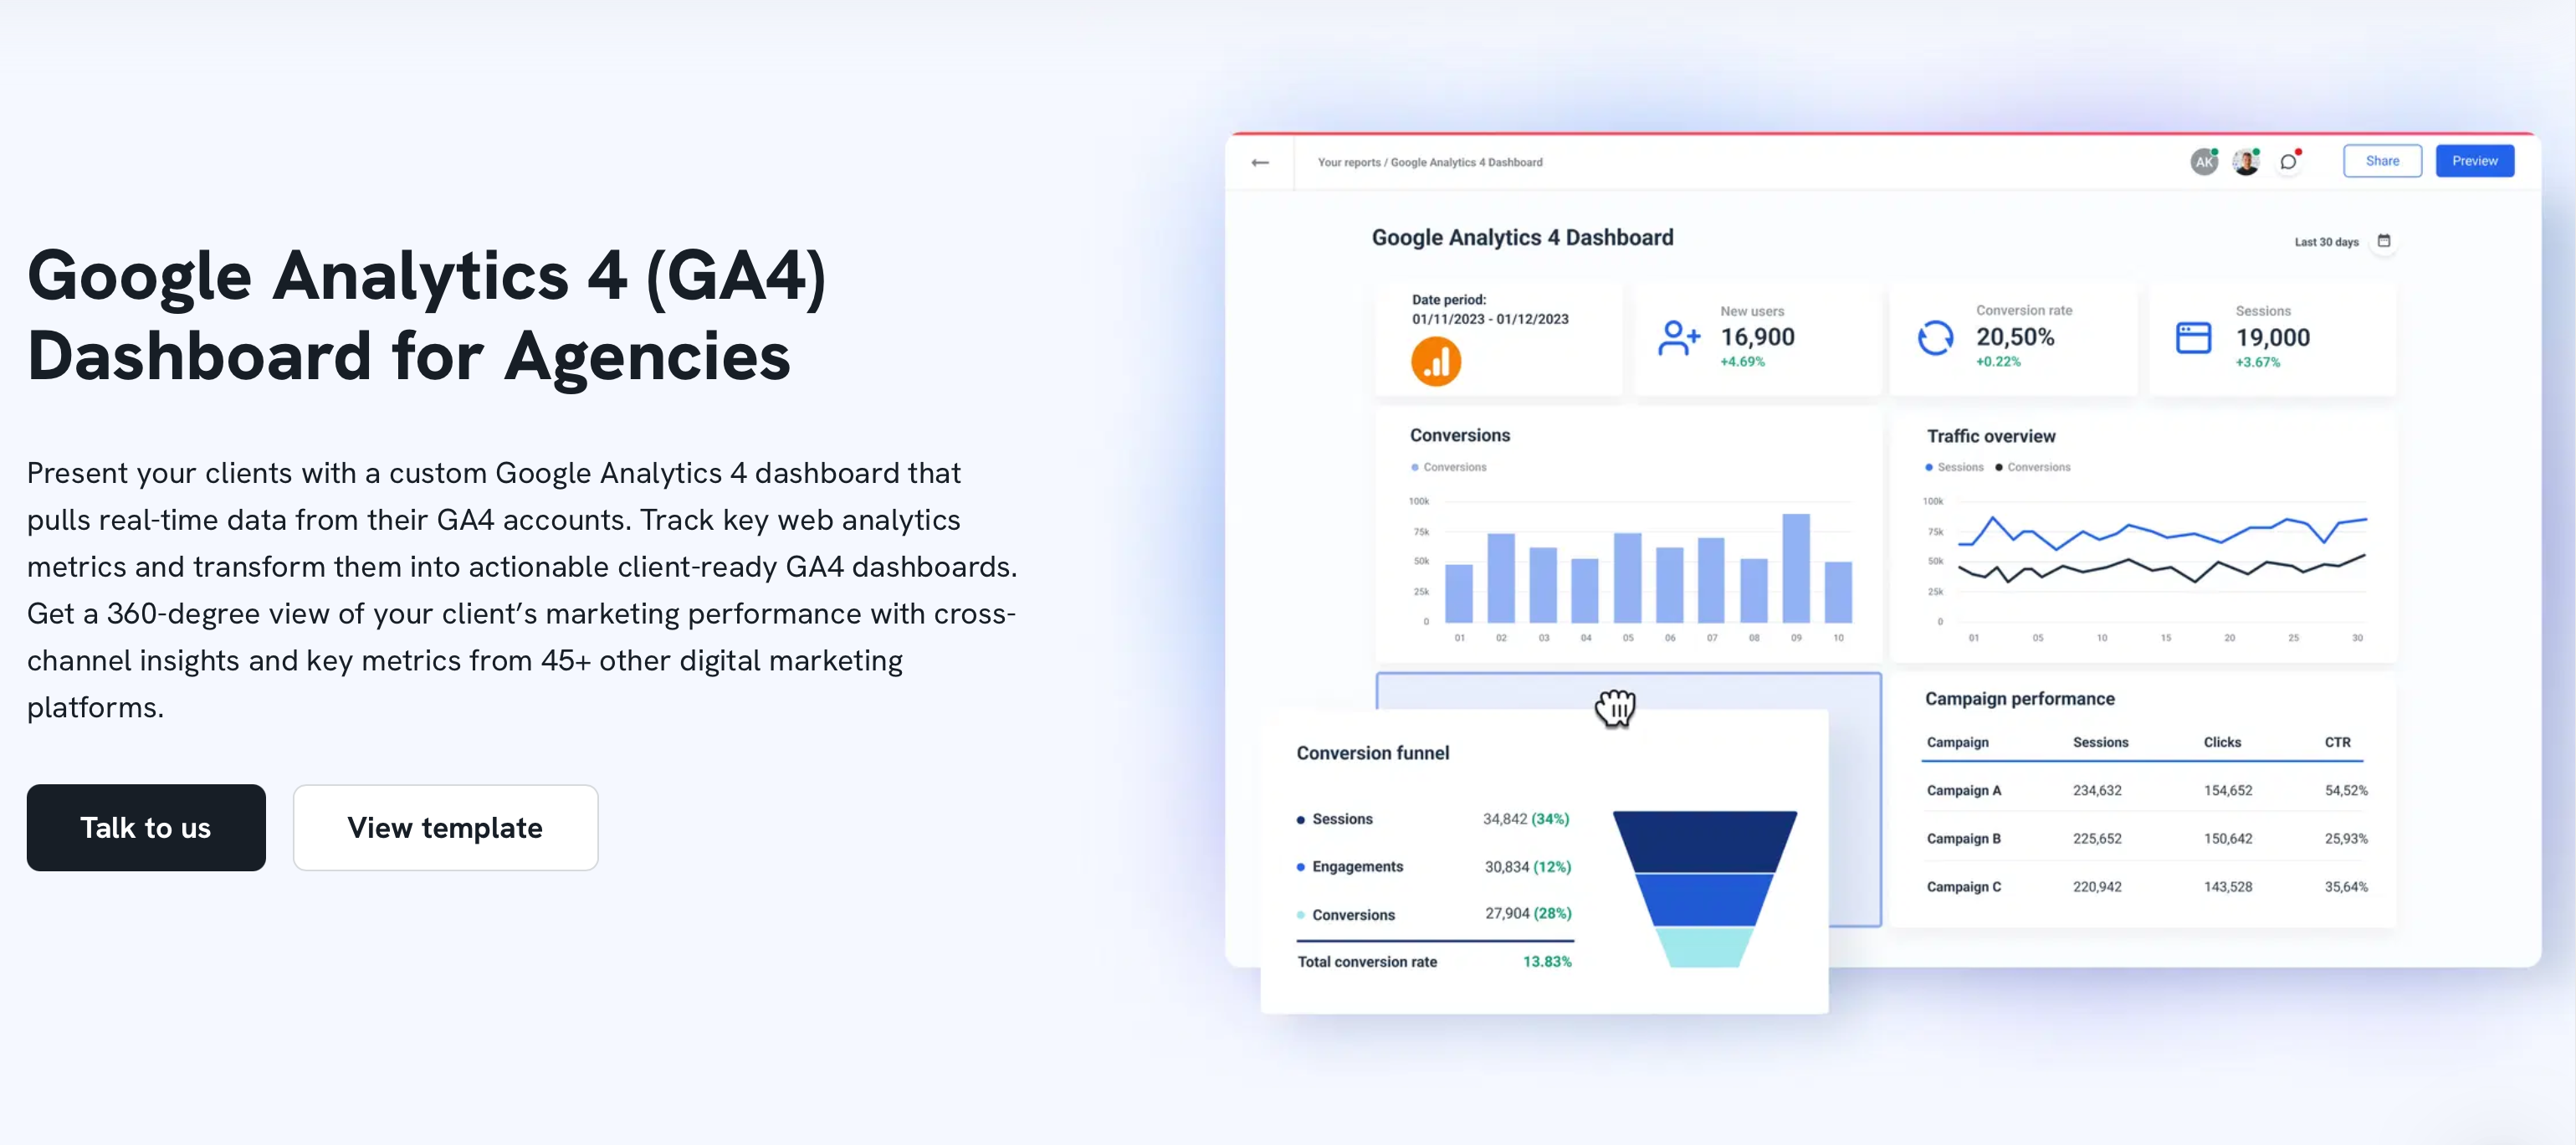 Google Analytics 4 (GA4)
Dashboard for Agencies
Present your clients with a custom Google Analytics 4 dashboard that
pulls real-time data from their GA4 accounts. Track key web analytics
metrics and transform them into actionable client-ready GA4 dashboards.
Get a 360-degree view of your client’s marketing performance with cross-
channel insights and key metrics from 45+ other digital marketing
platforms.
Talk to us
View template
Your reports / Google Analytics 4 Dashboard
AK
Share
Preview
Google Analytics 4 Dashboard
Last 30 days
Date period:
01/11/2023 - 01/12/2023
New users
16,900
+4.69%
Conversion rate
20,50%
+0.22%
Sessions
19,000
+3.67%
Conversions
Conversions
100k
75k
50k
25k
0
01 02 03 04 05 06 07 08 09 10
Traffic overview
Sessions Conversions
100k
75k
50k
25k
0
01 05 10 15 20 25 30
Conversion funnel
Sessions 34,842 (34%)
Engagements 30,834 (12%)
Conversions 27,904 (28%)
Total conversion rate 13.83%
Campaign performance
Campaign Sessions Clicks CTR
Campaign A 234,632 154,652 54,52%
Campaign B 225,652 150,642 25,93%
Campaign C 220,942 143,528 35,64%